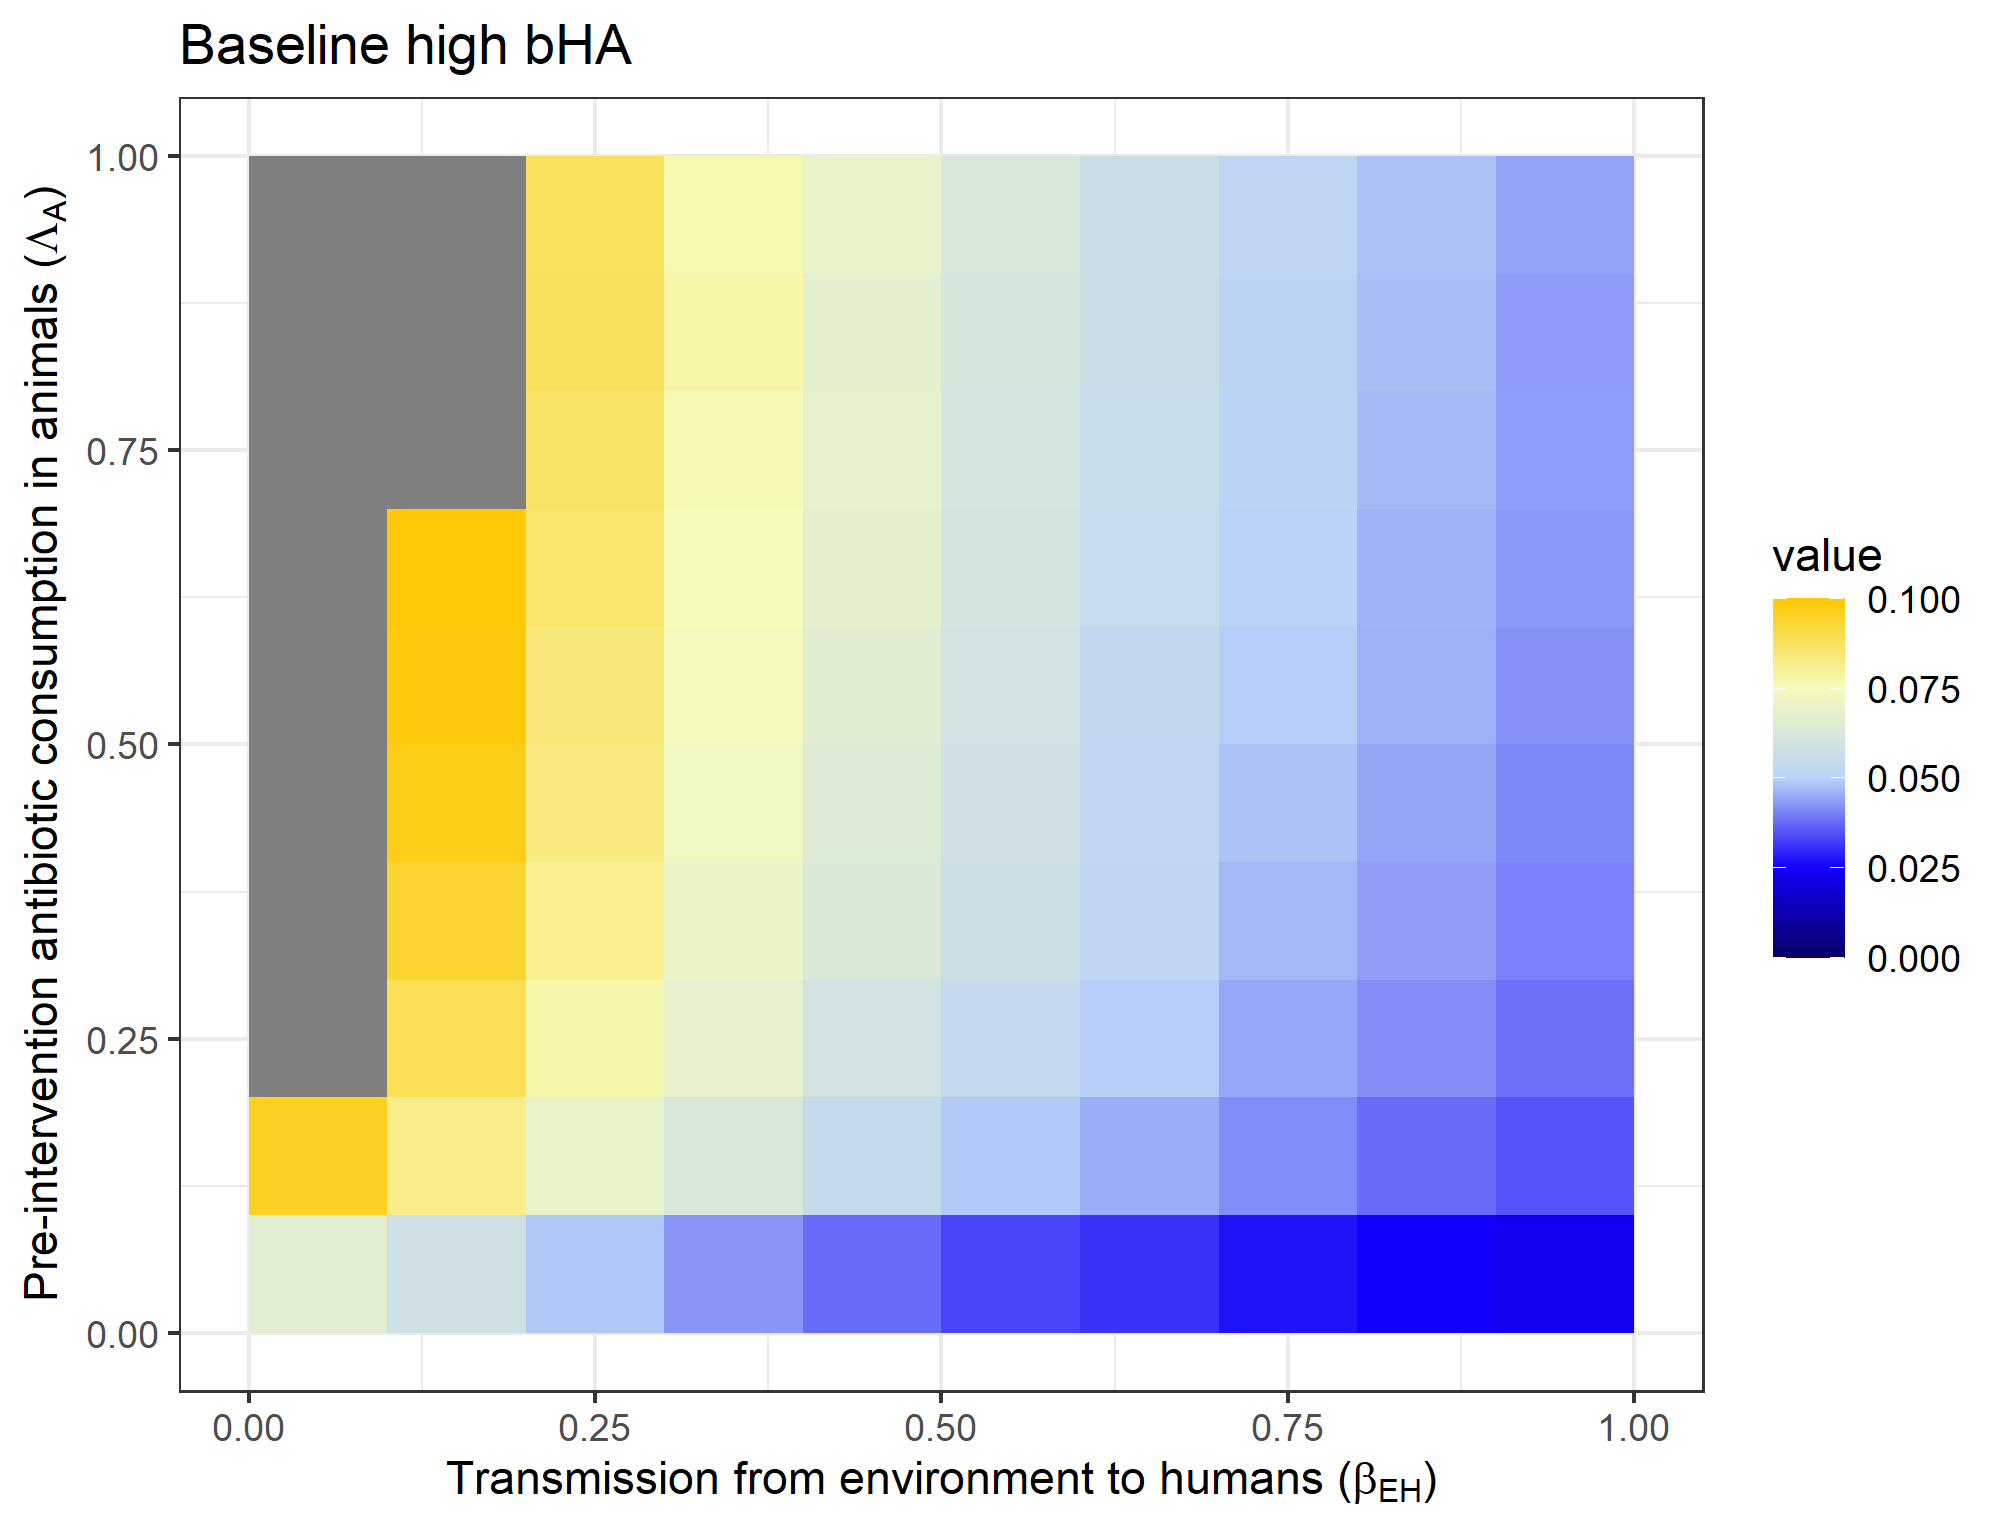 Baseline high bHA
Pre-intervention antibiotic consumption in animals (Λ_A)
1.00
0.75
0.50
0.25
0.00
0.00 0.25 0.50 0.75 1.00
Transmission from environment to humans (β_EH)
value
0.100
0.075
0.050
0.025
0.000